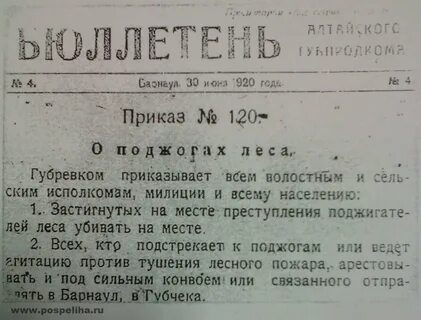 БЮЛЛЕТЕНЬ
АЛТАЙСКОГО
ГУБПРОДКОМА
№ 4.
Барнаул, 30 июня 1920 года.
№ 4
Приказ № 120-
О поджогах леса.
Губревком приказывает всем волостным и сель-
ским исполкомам, милиции и всему населению:
1. Застигнутых на месте преступления поджигате-
лей леса убивать на месте.
2. Всех, кто подстрекает к поджогам или ведет
агитацию против тушения лесного пожара, арестовы-
вать и под сильным конвоем или связанного отпра-
влять в Барнаул, в Губчека.
www.pospeliha.ru